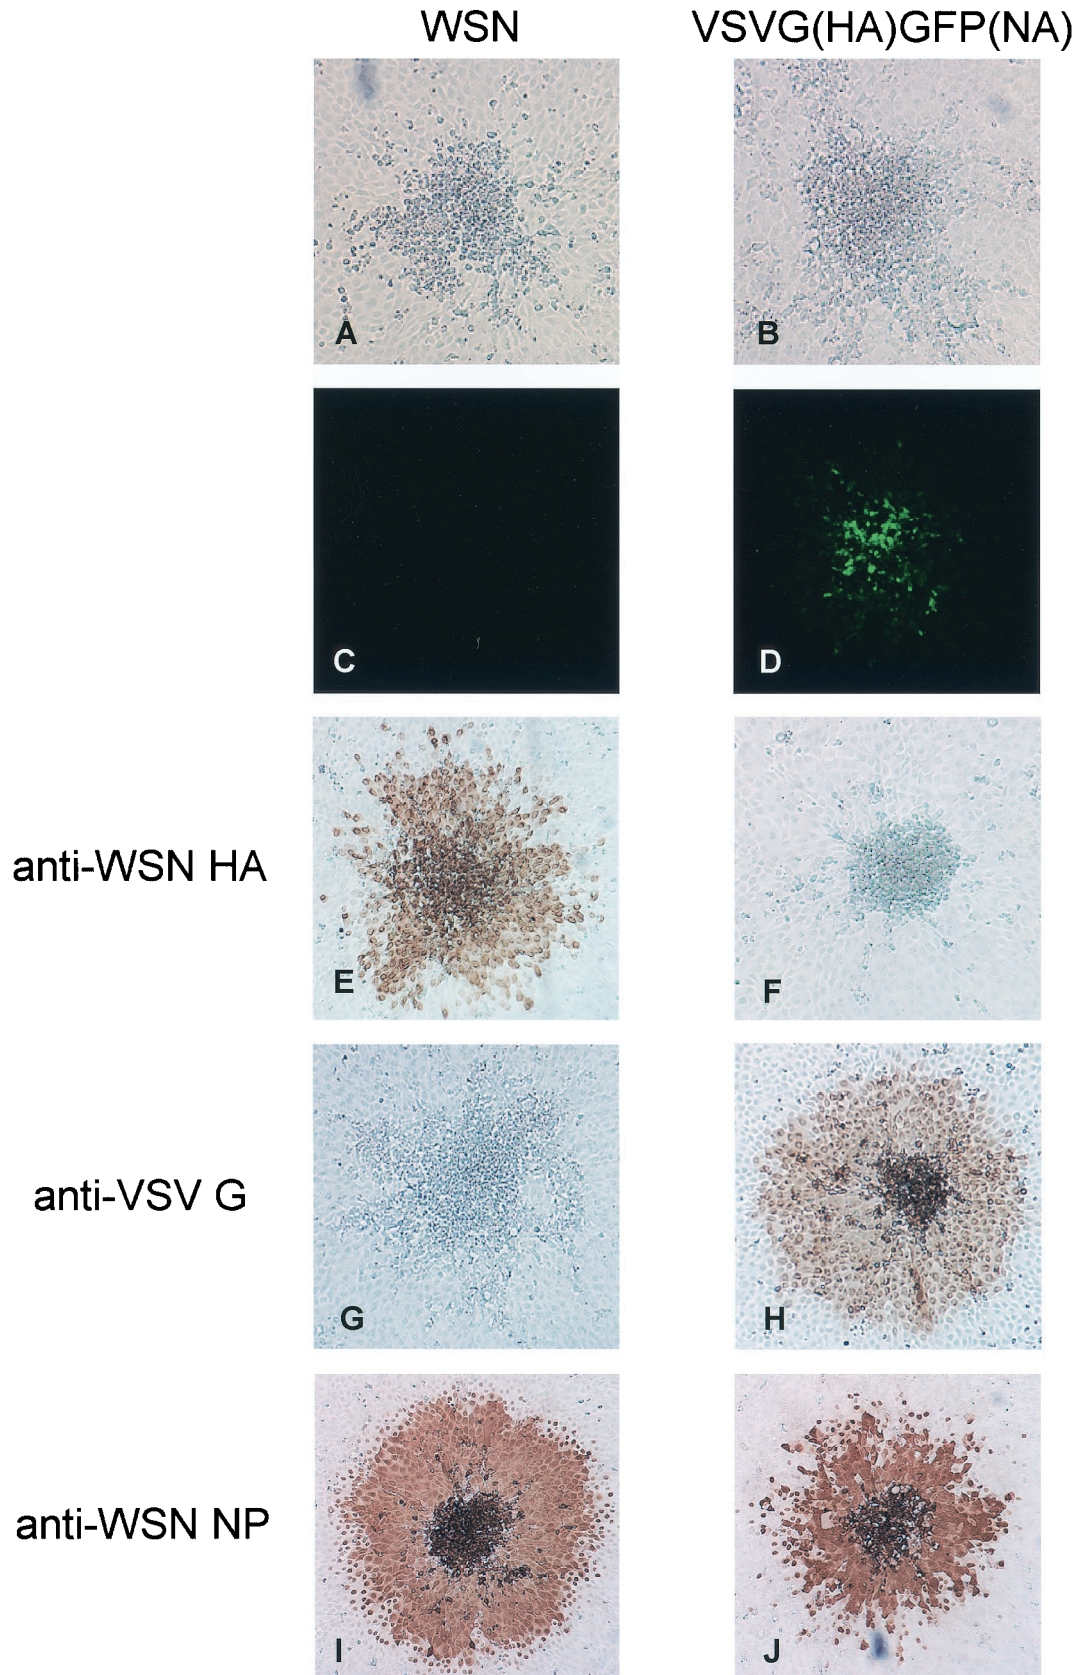 WSN VSVG(HA)GFP(NA)
A B
C D
anti-WSN HA
E F
anti-VSV G
G H
anti-WSN NP
I J